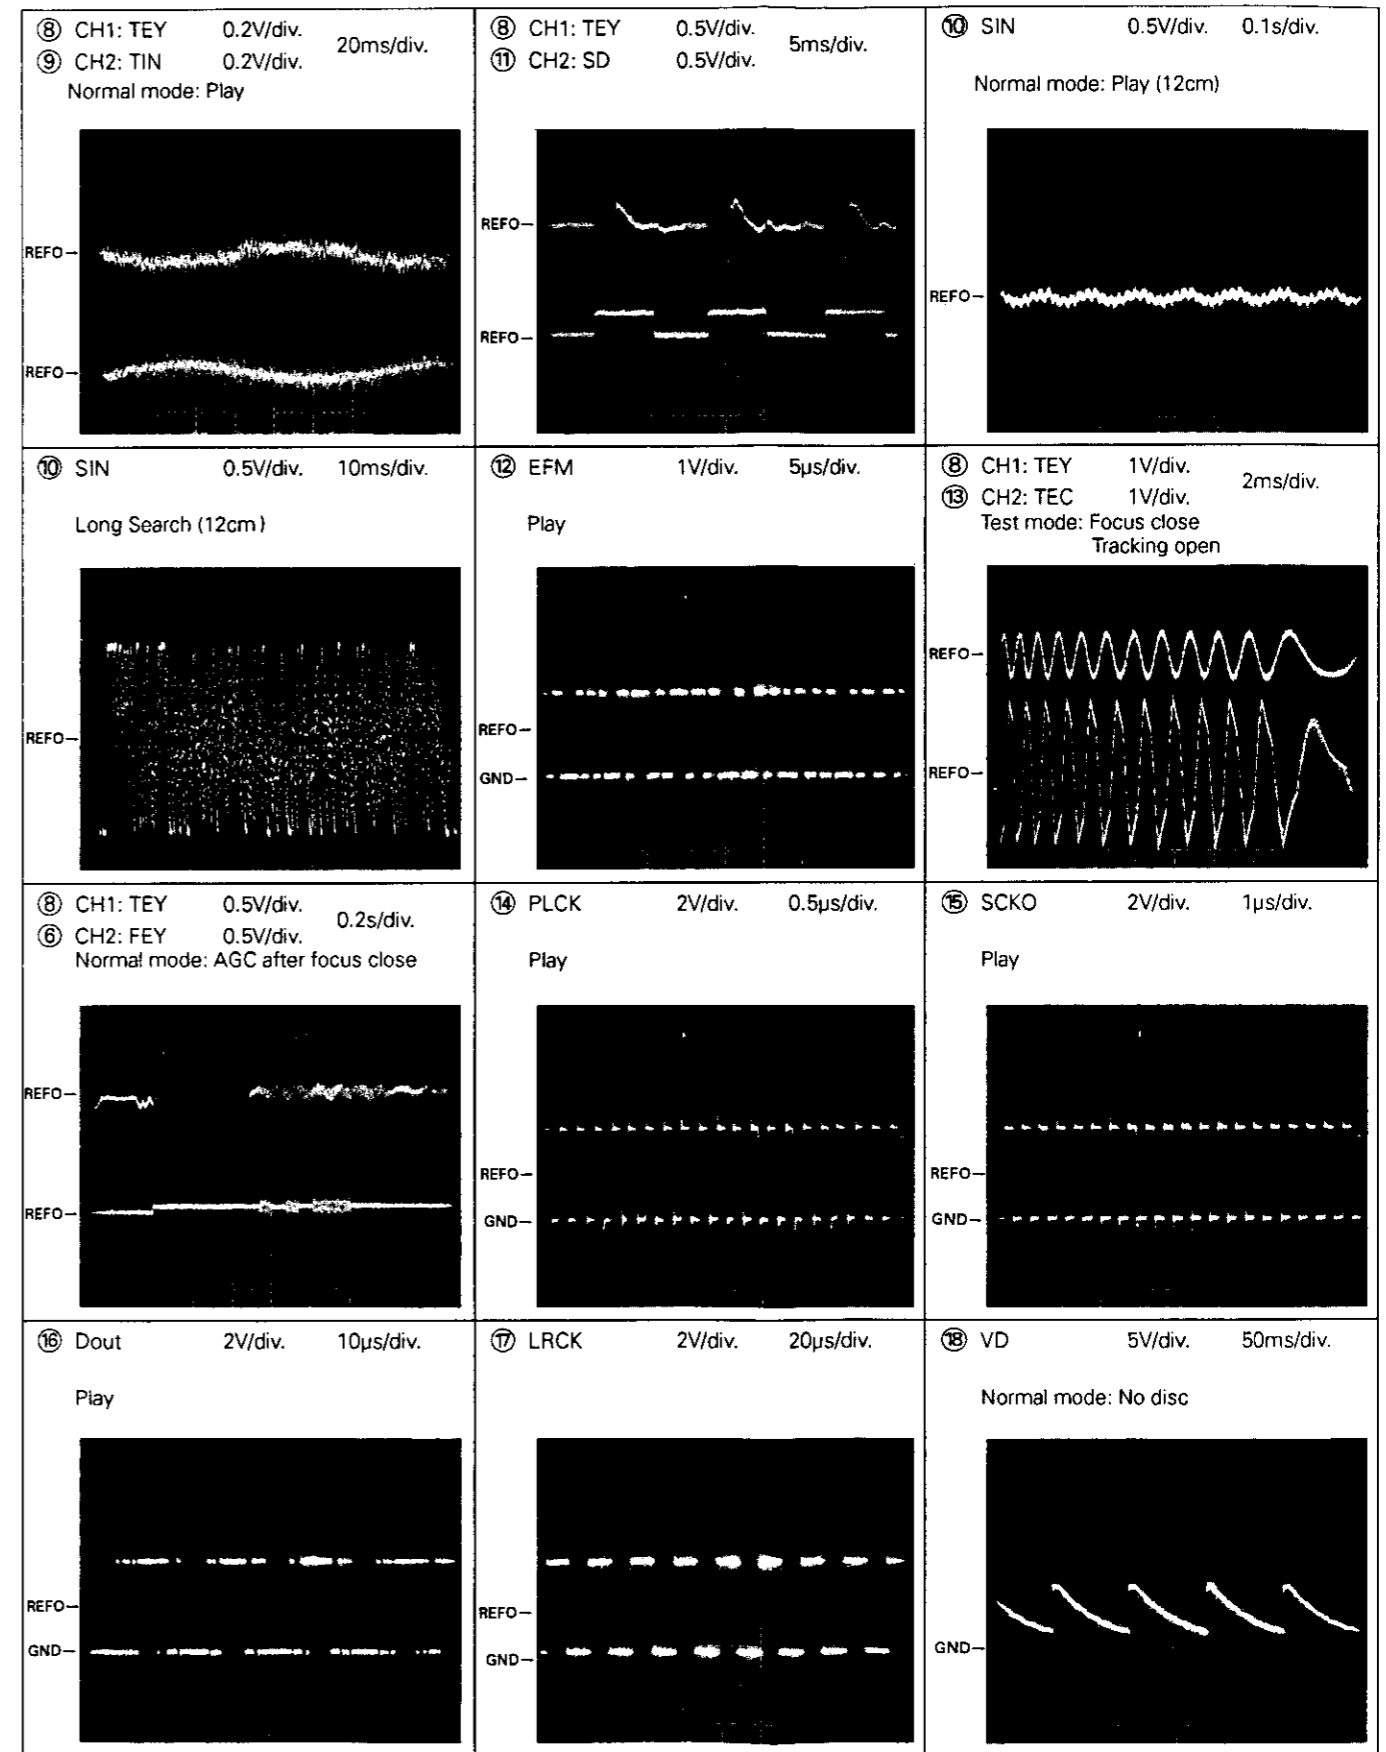 ⑧ CH1: TEY 0.2V/div. 20ms/div.
⑨ CH2: TIN 0.2V/div.
Normal mode: Play
REFO→
REFO→
⑧ CH1: TEY 0.5V/div. 5ms/div.
⑪ CH2: SD 0.5V/div.
REFO→
REFO→
⑩ SIN 0.5V/div. 0.1s/div.
Normal mode: Play (12cm)
REFO→
⑩ SIN 0.5V/div. 10ms/div.
Long Search (12cm)
REFO→
⑫ EFM 1V/div. 5µs/div.
Play
REFO→
GND→
⑧ CH1: TEY 1V/div. 2ms/div.
⑬ CH2: TEC 1V/div.
Test mode: Focus close
Tracking open
REFO→
REFO→
⑧ CH1: TEY 0.5V/div. 0.2s/div.
⑥ CH2: FEY 0.5V/div.
Normal mode: AGC after focus close
REFO→
REFO→
⑭ PLCK 2V/div. 0.5µs/div.
Play
REFO→
GND→
⑮ SCKO 2V/div. 1µs/div.
Play
REFO→
GND→
⑯ Dout 2V/div. 10µs/div.
Play
REFO→
GND→
⑰ LRCK 2V/div. 20µs/div.
REFO→
GND→
⑱ VD 5V/div. 50ms/div.
Normal mode: No disc
GND→